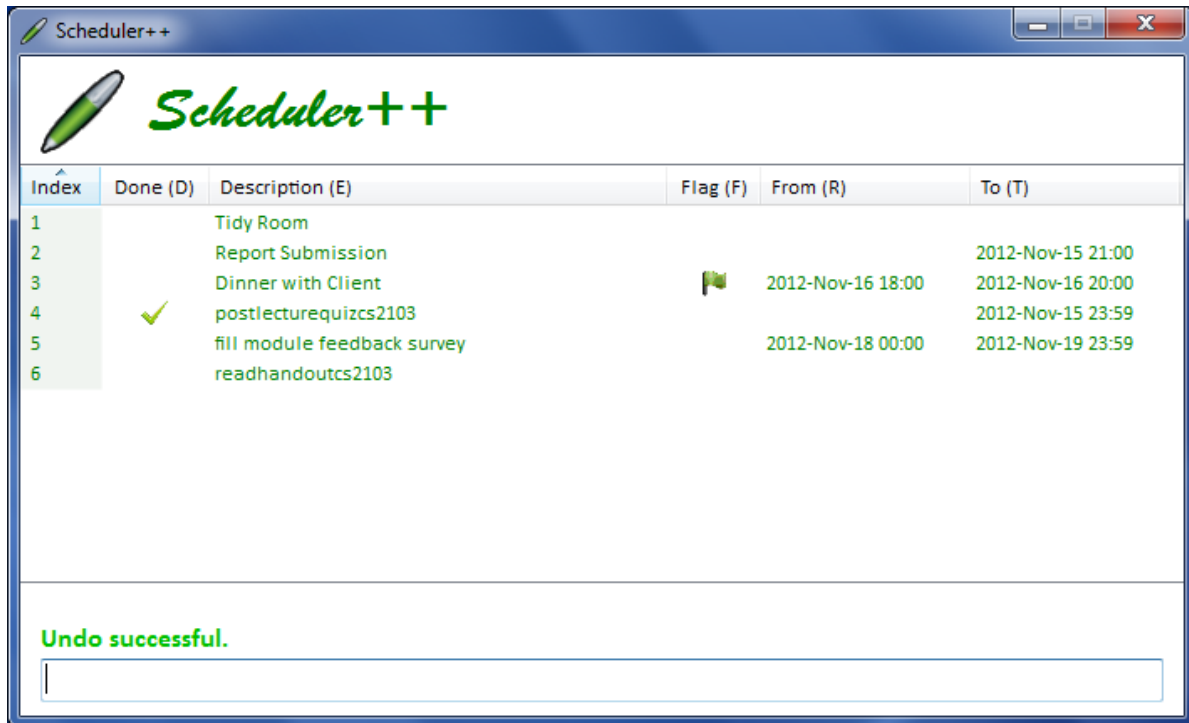 Scheduler++
Scheduler++
Index Done (D) Description (E) Flag (F) From (R) To (T)
1 Tidy Room
2 Report Submission 2012-Nov-15 21:00
3 Dinner with Client 2012-Nov-16 18:00 2012-Nov-16 20:00
4 postlecturequizcs2103 2012-Nov-15 23:59
5 fill module feedback survey 2012-Nov-18 00:00 2012-Nov-19 23:59
6 readhandoutcs2103
Undo successful.